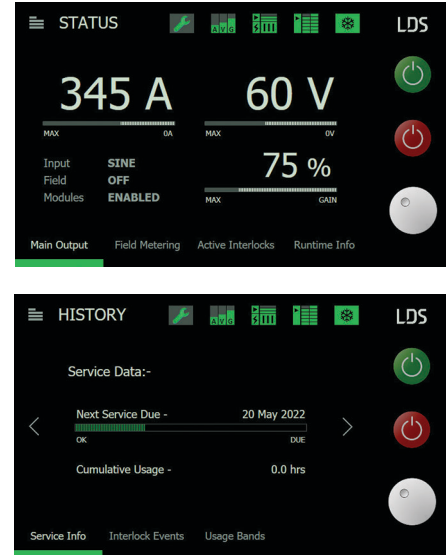 STATUS AVG LDS
345 A 60 V
MAX 0A MAX 0V
Input SINE 75 %
Field OFF
Modules ENABLED MAX GAIN
Main Output Field Metering Active Interlocks Runtime Info
HISTORY AVG LDS
Service Data:-
Next Service Due - 20 May 2022
OK DUE
Cumulative Usage - 0.0 hrs
Service Info Interlock Events Usage Bands